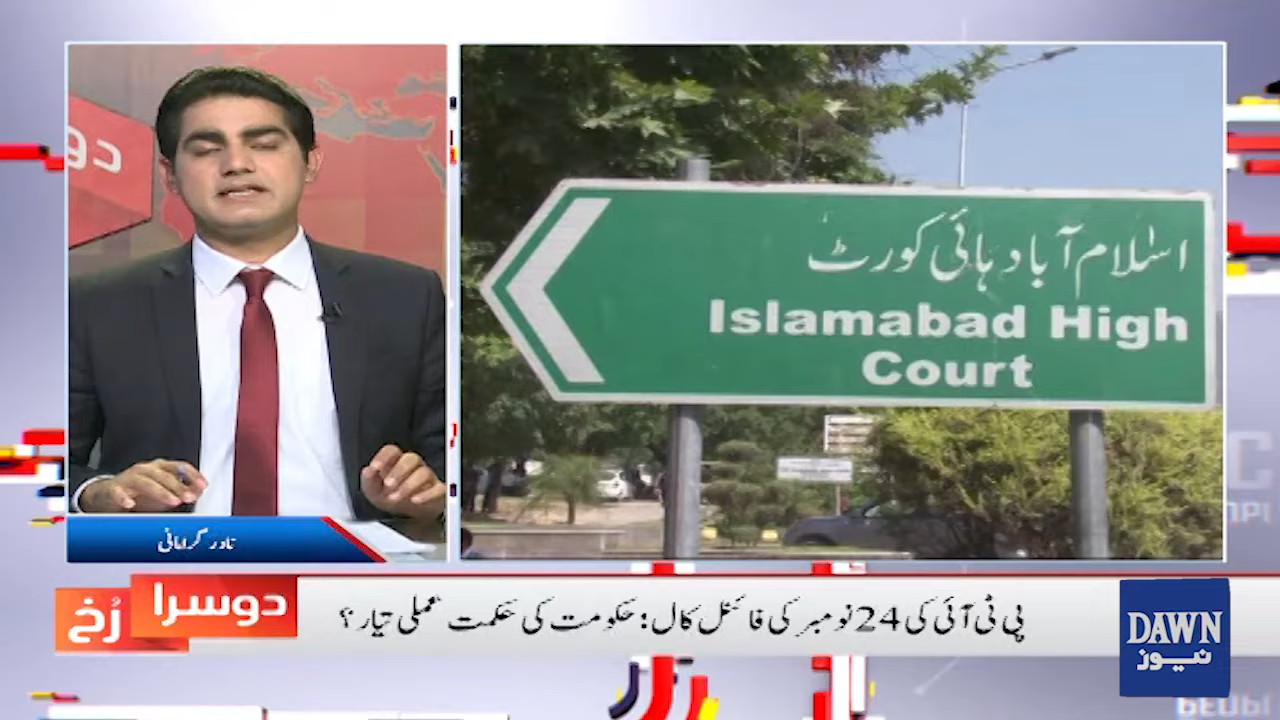 دو
اسلام آباد ہائی کورٹ
Islamabad High
Court
نادر گرامانی
دوسرا
رُخ
پی ٹی آئی کی 24 نومبر کی فائنل کال: حکومت کی حکمت عملی تیار؟
DAWN
نیوز